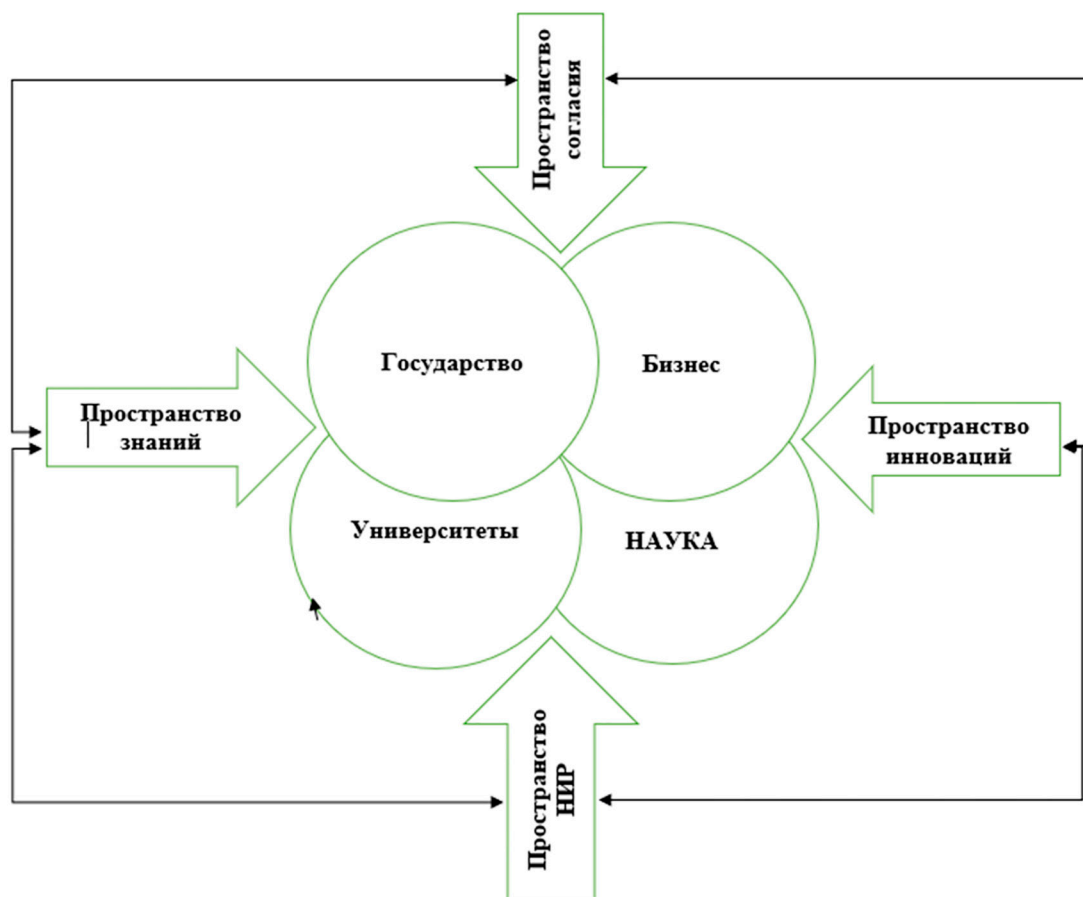 Пространство
согласия
Государство
Бизнес
Пространство
знаний
Пространство
инноваций
Университеты
НАУКА
Пространство
НИР